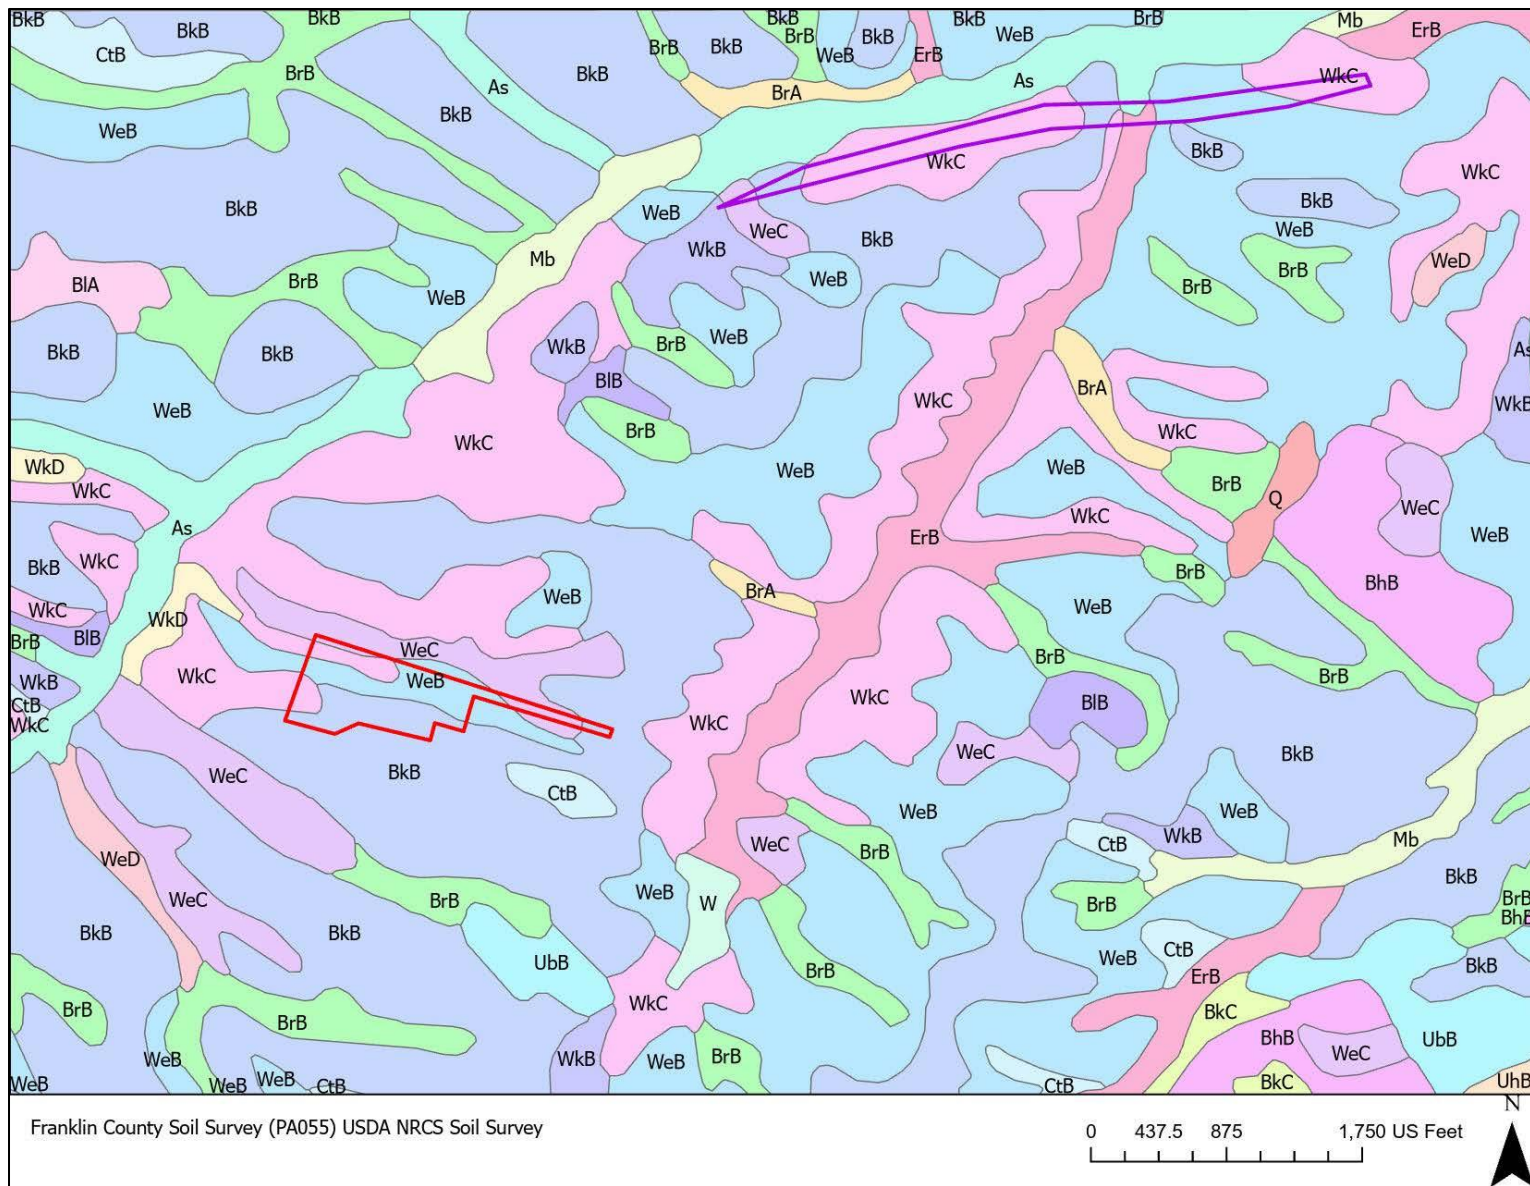 BkB BkB BkB BkB BkB BrB Mb
CtB BrB BkB BrB WeB BkB ErB WeB ErB
BrB BkB As BrA As WkC
WeB BkB
BkB WkC
BkB WkC
BkB WeB WkB WeC BkB WeB
Mb WeB WeD
BlA BrB WeB BrB BrB
BkB BkB WkB BrB WeB As
BlB BrA
WeB WkC WkB
BrB WkC
WkC WeB
WkD WeB
WkC BrB Q WeC
As WkC ErB WeB
BkB WkC BrB BhB
WkC WeB BrA WeB
BrB BlB WkD WeC BrB
WkB WkC WeB WkC BrB
CtB BlB
WkC WkC
WeC BkB WeC BkB
CtB WeB WeB
WeD WeC BrB CtB WkB Mb
WeC BrB WeB W BrB BkB BrB
BhB
BkB BkB UbB BrB WeB CtB BkB
ErB
BrB BrB WkC BkC
WeB WkB WeB BrB BhB WeC UbB
WeB WeB WeB CtB CtB BkC UhB
N
Franklin County Soil Survey (PA055) USDA NRCS Soil Survey
0 437.5 875 1,750 US Feet